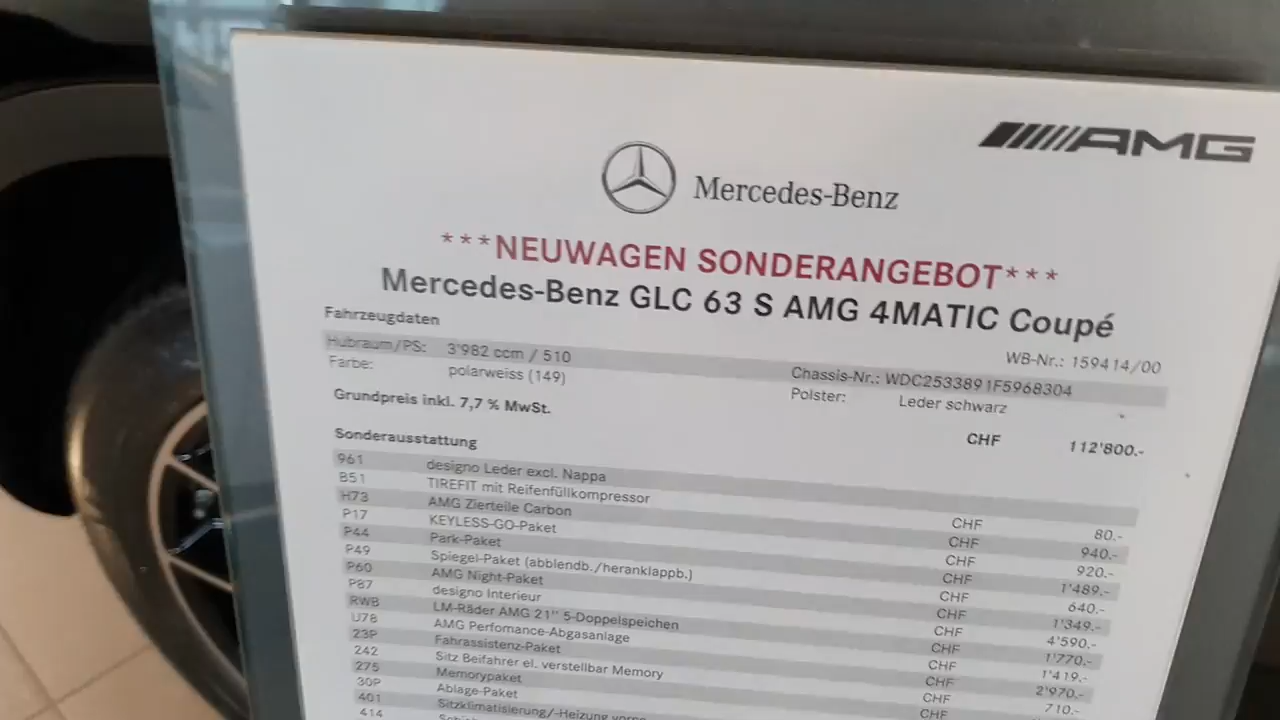 AMG
Mercedes-Benz
***NEUWAGEN SONDERANGEBOT***
Mercedes-Benz GLC 63 S AMG 4MATIC Coupé
Fahrzeugdaten
WB-Nr.: 159414/00
Hubraum/PS: 3'982 ccm / 510 Chassis-Nr.: WDC2533891F5968304
Farbe: polarweiss (149) Polster: Leder schwarz
Grundpreis inkl. 7,7 % MwSt. CHF 112'800.-
Sonderausstattung
961 designo Leder excl. Nappa
B51 TIREFIT mit Reifenfüllkompressor CHF 80.-
H73 AMG Zierteile Carbon CHF 940.-
P17 KEYLESS-GO-Paket CHF 920.-
P44 Park-Paket CHF 1'489.-
P49 Spiegel-Paket (abblendb./heranklappb.) CHF 640.-
P60 AMG Night-Paket CHF 1'349.-
P87 designo Interieur CHF 4'590.-
RWB LM-Räder AMG 21'' 5-Doppelspeichen CHF 1'770.-
U78 AMG Perfomance-Abgasanlage CHF 1'419.-
23P Fahrassistenz-Paket CHF 2'970.-
242 Sitz Beifahrer el. verstellbar Memory CHF 710.-
275 Memorypaket CHF
30P Ablage-Paket
401 Sitzklimatisierung/-Heizung
414